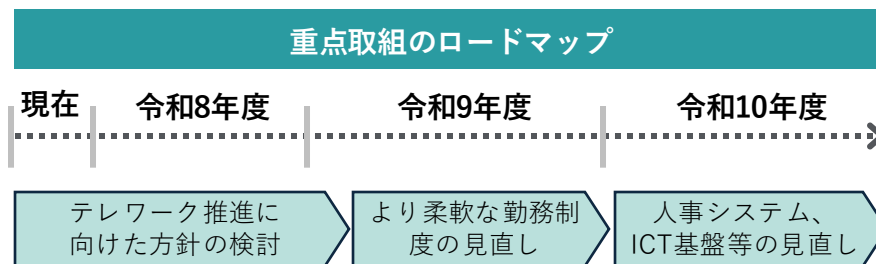 重点取組のロードマップ
現在 令和8年度 令和9年度 令和10年度
テレワーク推進に
向けた方針の検討
より柔軟な勤務制
度の見直し
人事システム、
ICT基盤等の見直し